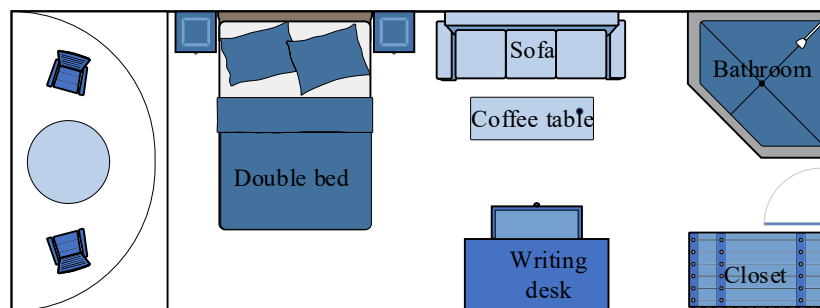 Sofa
Bathroom
Coffee table
Double bed
Writing
desk
Closet